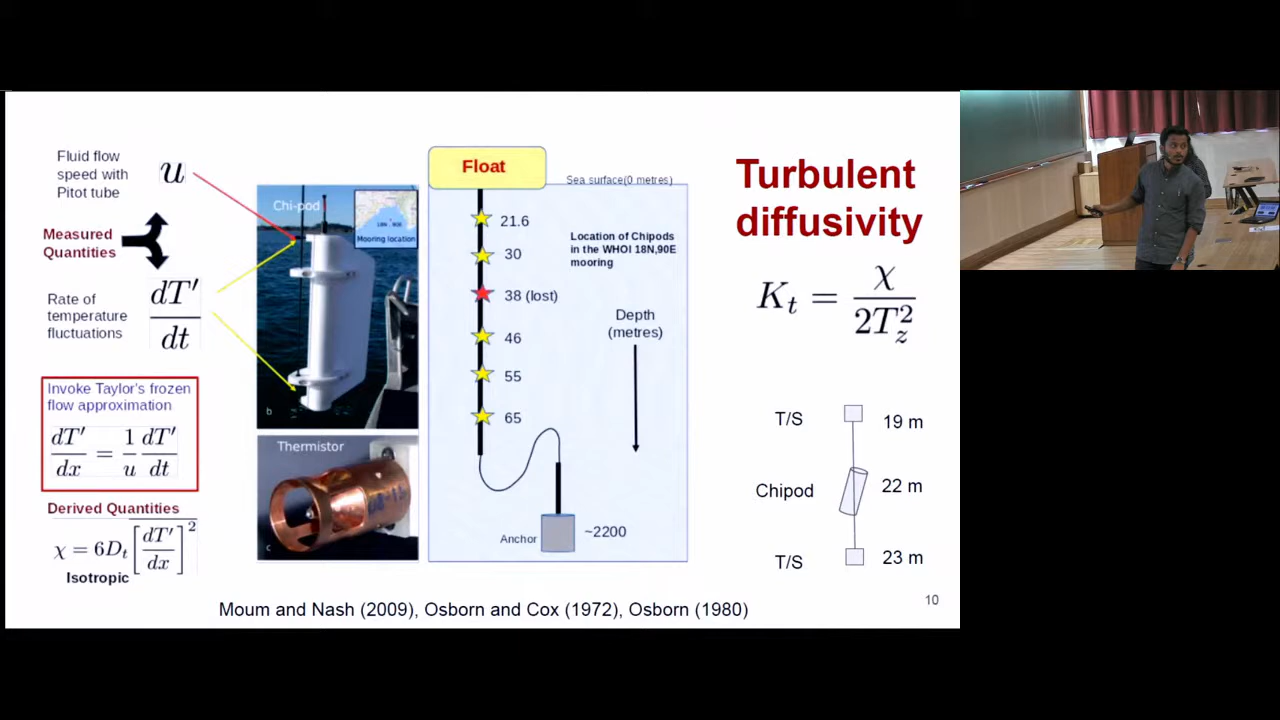 Fluid flow
speed with
Pitot tube
u
Measured
Quantities
Rate of
temperature
fluctuations
dT′/dt
Invoke Taylor's frozen
flow approximation
dT′/dx = 1/u dT′/dt
Derived Quantities
χ = 6D_t [dT′/dx]²
Isotropic
Chi-pod
18N , 90E
Mooring location
b
Thermistor
c
Float
Sea surface(0 metres)
21.6
30
38 (lost)
46
55
65
Location of Chipods
in the WHOI 18N,90E
mooring
Depth
(metres)
Anchor
~2200
Turbulent
diffusivity
K_t = χ/2T_z²
T/S
19 m
Chipod
22 m
T/S
23 m
Moum and Nash (2009), Osborn and Cox (1972), Osborn (1980)
10